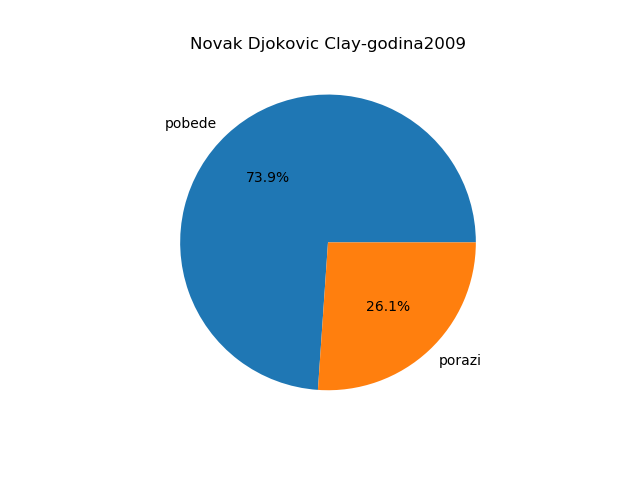 Novak Djokovic Clay-godina2009
pobede
73.9%
26.1%
porazi